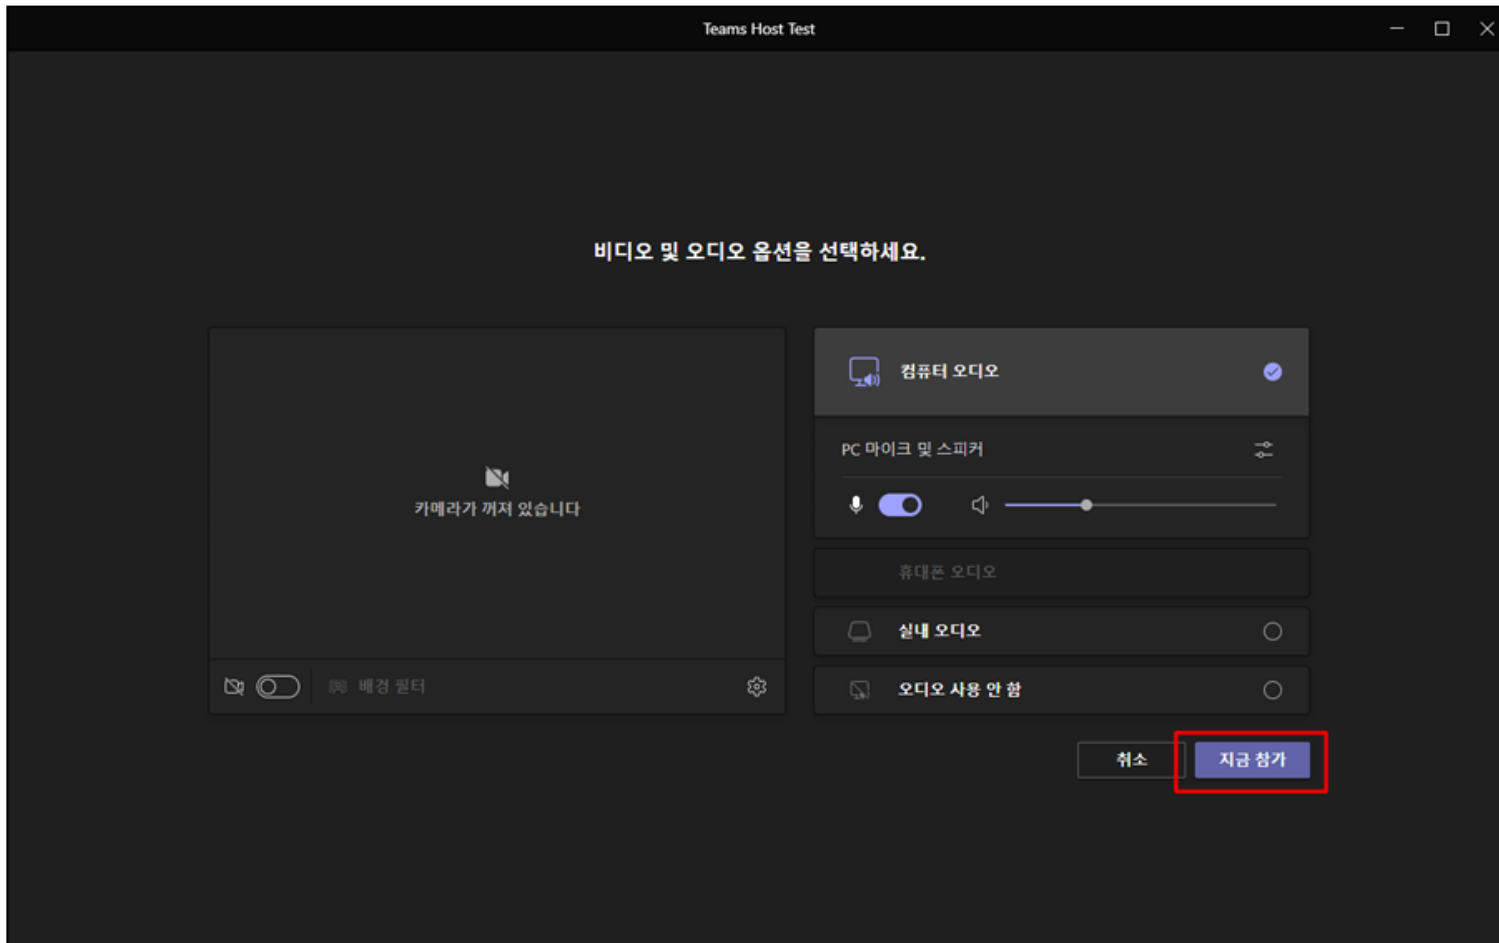 Teams Host Test
비디오 및 오디오 옵션을 선택하세요.
카메라가 꺼져 있습니다
배경 필터
컴퓨터 오디오
PC 마이크 및 스피커
휴대폰 오디오
실내 오디오
오디오 사용 안 함
취소
지금 참가